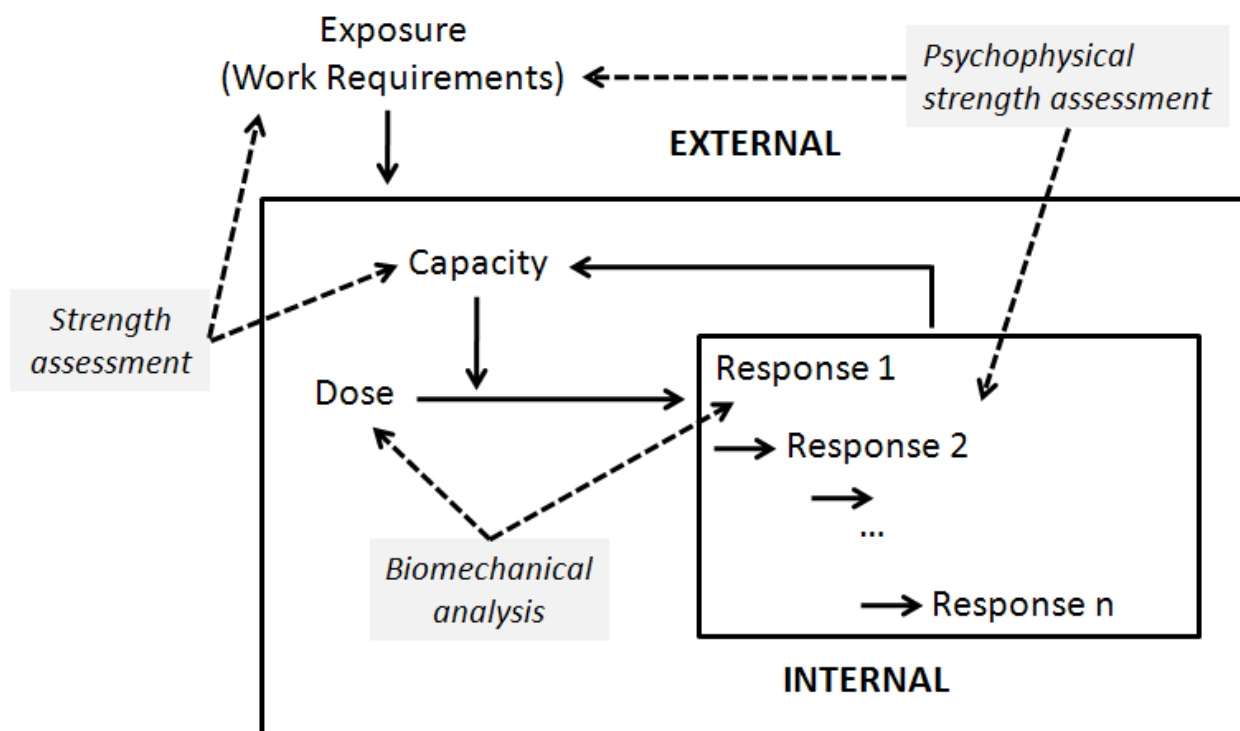 Exposure
(Work Requirements)
Psychophysical
strength assessment
EXTERNAL
Capacity
Strength
assessment
Dose
Response 1
Response 2
...
Biomechanical
analysis
Response n
INTERNAL